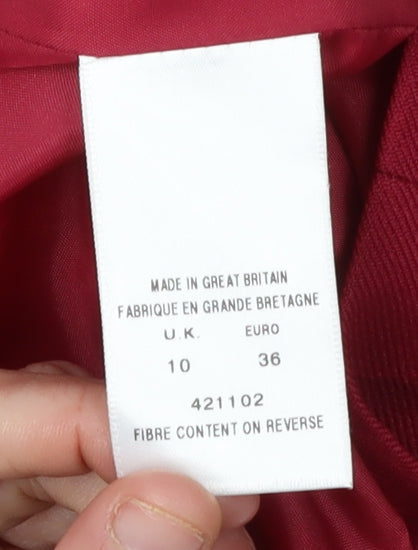 MADE IN GREAT BRITAIN
FABRIQUE EN GRANDE BRETAGNE
U.K. EURO
10 36
421102
FIBRE CONTENT ON REVERSE